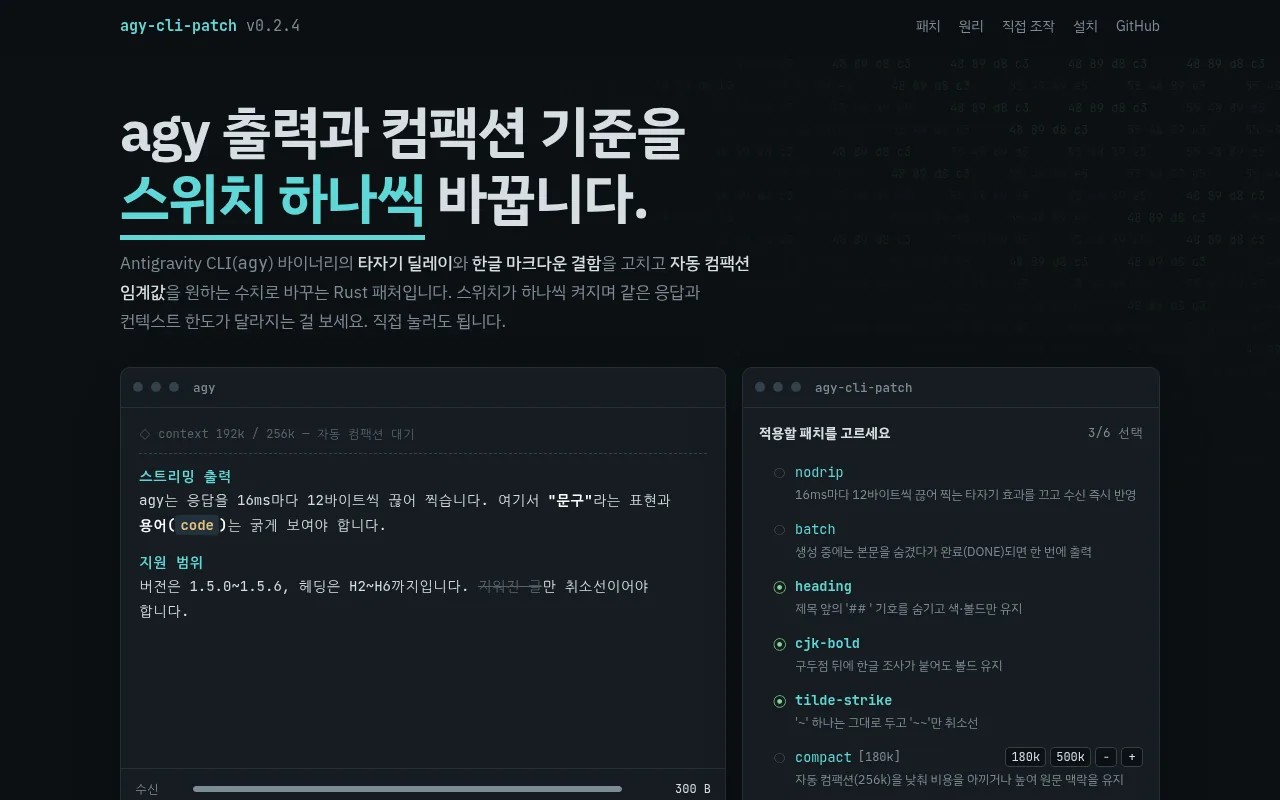 agy-cli-patch v0.2.4
패치 원리 직접 조작 설치 GitHub
agy 출력과 컴팩션 기준을
스위치 하나씩 바꿉니다.
Antigravity CLI(agy) 바이너리의 타자기 딜레이와 한글 마크다운 결함을 고치고 자동 컴팩션
임계값을 원하는 수치로 바꾸는 Rust 패처입니다. 스위치가 하나씩 켜지며 같은 응답과
컨텍스트 한도가 달라지는 걸 보세요. 직접 눌러도 됩니다.
agy
◇ context 192k / 256k — 자동 컴팩션 대기
스트리밍 출력
agy는 응답을 16ms마다 12바이트씩 끊어 찍습니다. 여기서 "문구"라는 표현과
용어(code)는 굵게 보여야 합니다.
지원 범위
버전은 1.5.0~1.5.6, 헤딩은 H2~H6까지입니다. 지워진 글만 취소선이어야
합니다.
수신 300 B
agy-cli-patch
적용할 패치를 고르세요 3/6 선택
nodrip
16ms마다 12바이트씩 끊어 찍는 타자기 효과를 끄고 수신 즉시 반영
batch
생성 중에는 본문을 숨겼다가 완료(DONE)되면 한 번에 출력
heading
제목 앞의 '## ' 기호를 숨기고 색·볼드만 유지
cjk-bold
구두점 뒤에 한글 조사가 붙어도 볼드 유지
tilde-strike
'~' 하나는 그대로 두고 '~~'만 취소선
compact [180k] 180k 500k - +
자동 컴팩션(256k)을 낮춰 비용을 아끼거나 높여 원문 맥락을 유지